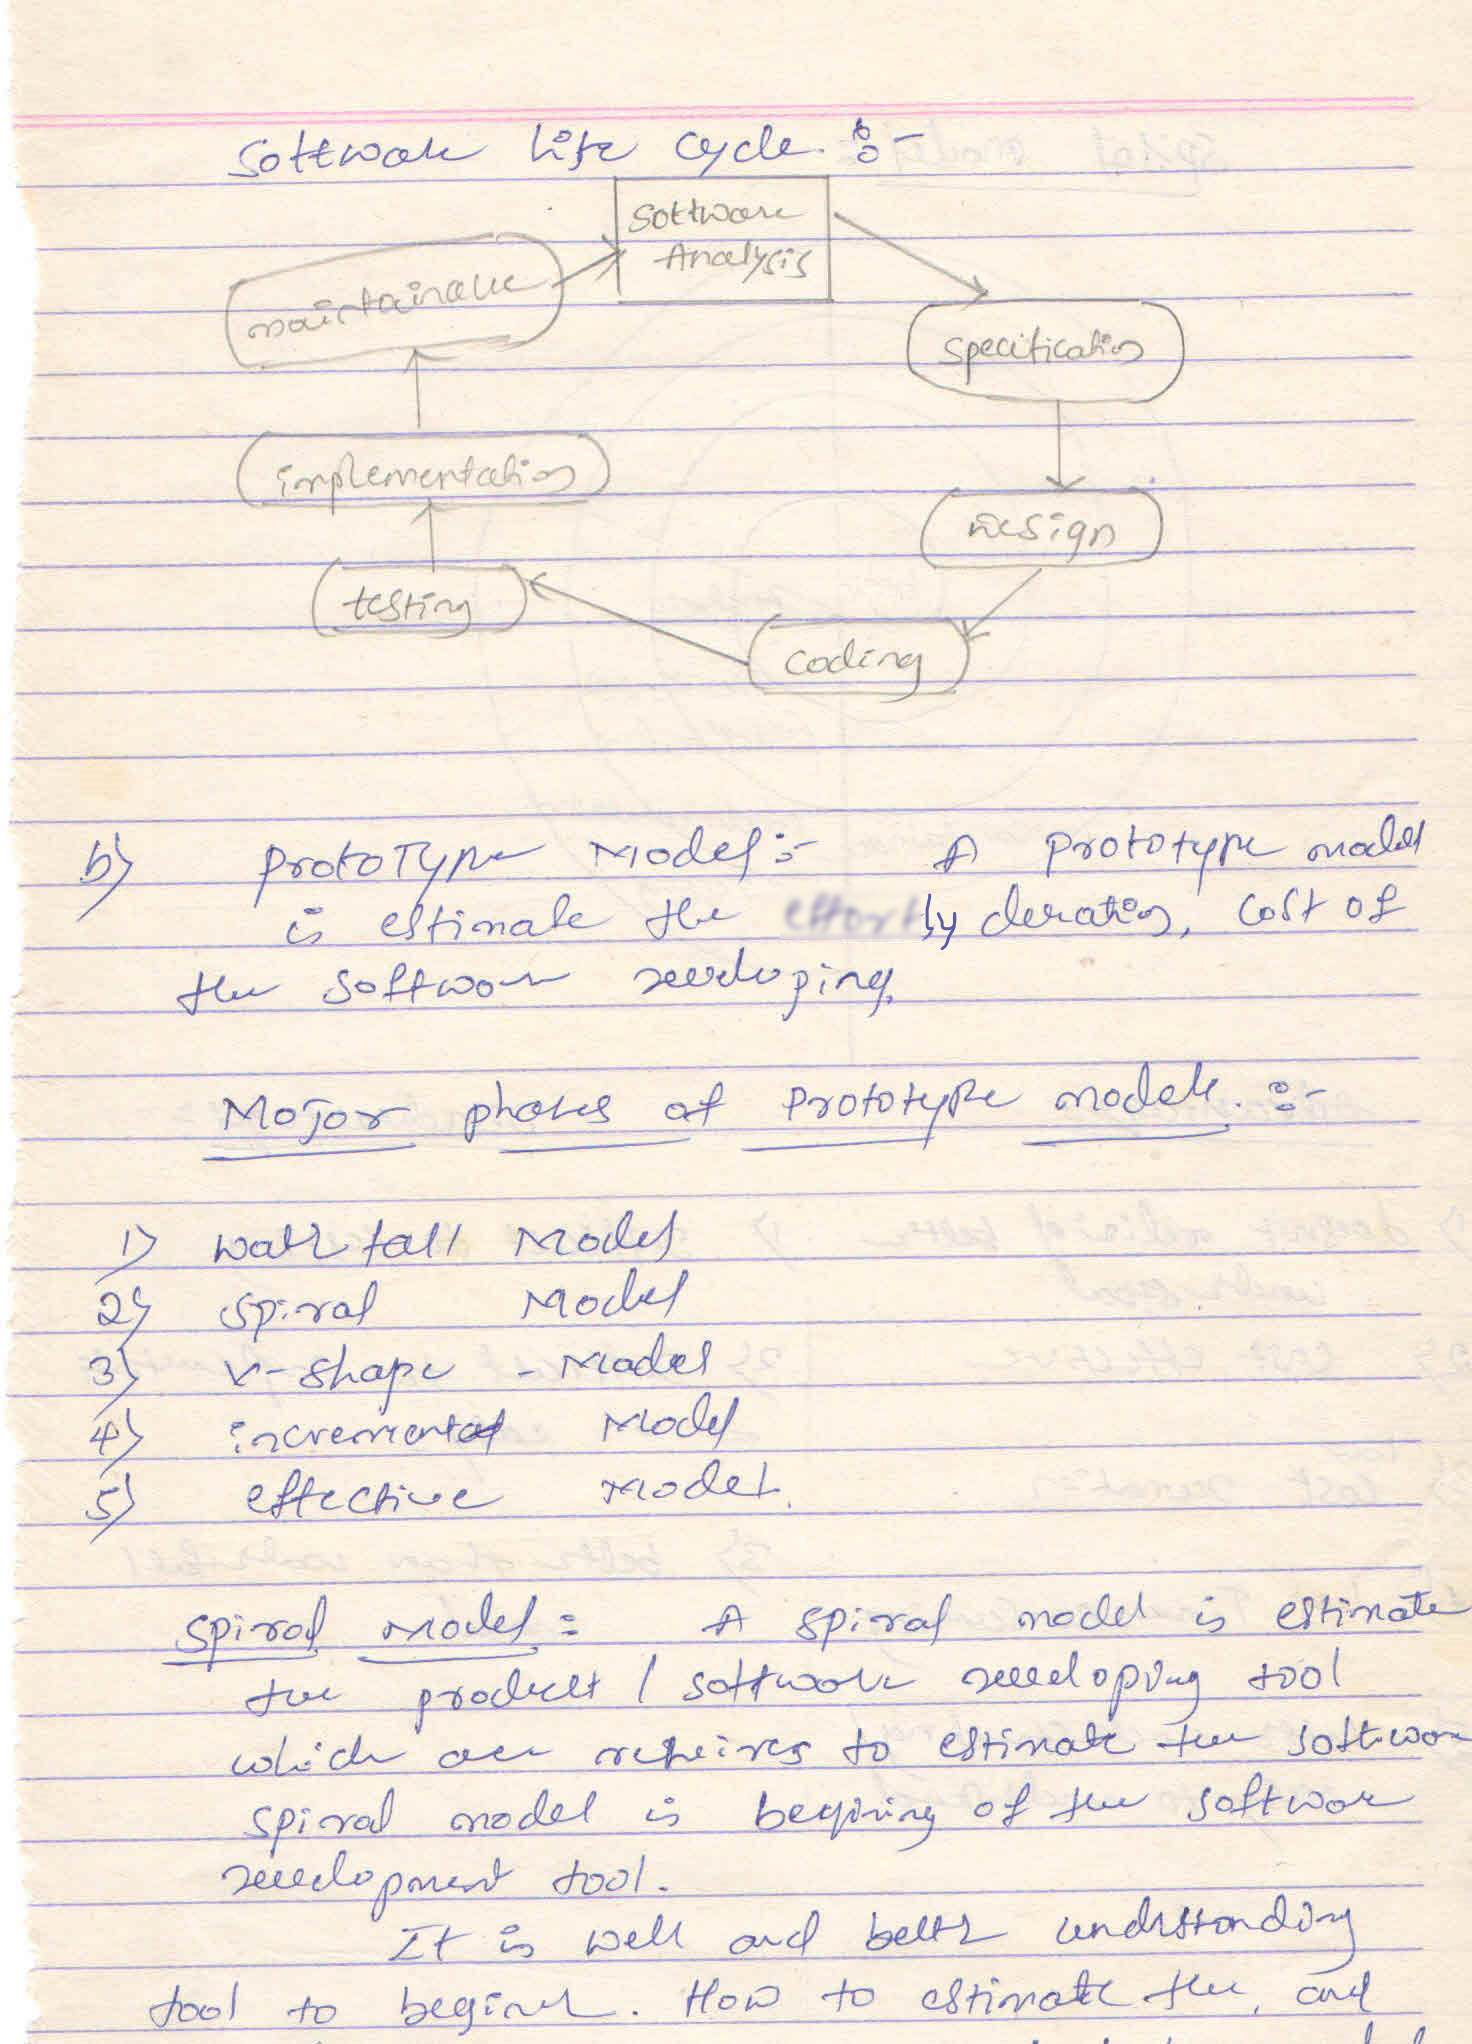 Software Life Cycle :-
Software
Analysis
maintainance
specification
implementation
Design
testing
coding
b) Prototype Model :- A prototype model
is estimate the duration, cost of
the software developing.
Major phases of prototype model. :-
1) waterfall Model
2) spiral Model
3) v-shape - Model
4) incremental Model
5) effective Model.
Spiral Model = A spiral model is estimate
the product / software developing tool
which are requires to estimate the software
spiral model is begining of the software
development tool.
It is well and better understanding
tool to beginer. How to estimate the, and